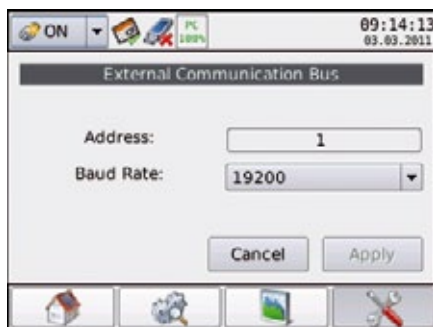 ON
PC
100%
09:14:13
03.03.2011
External Communication Bus
Address:
1
Baud Rate:
19200
Cancel
Apply